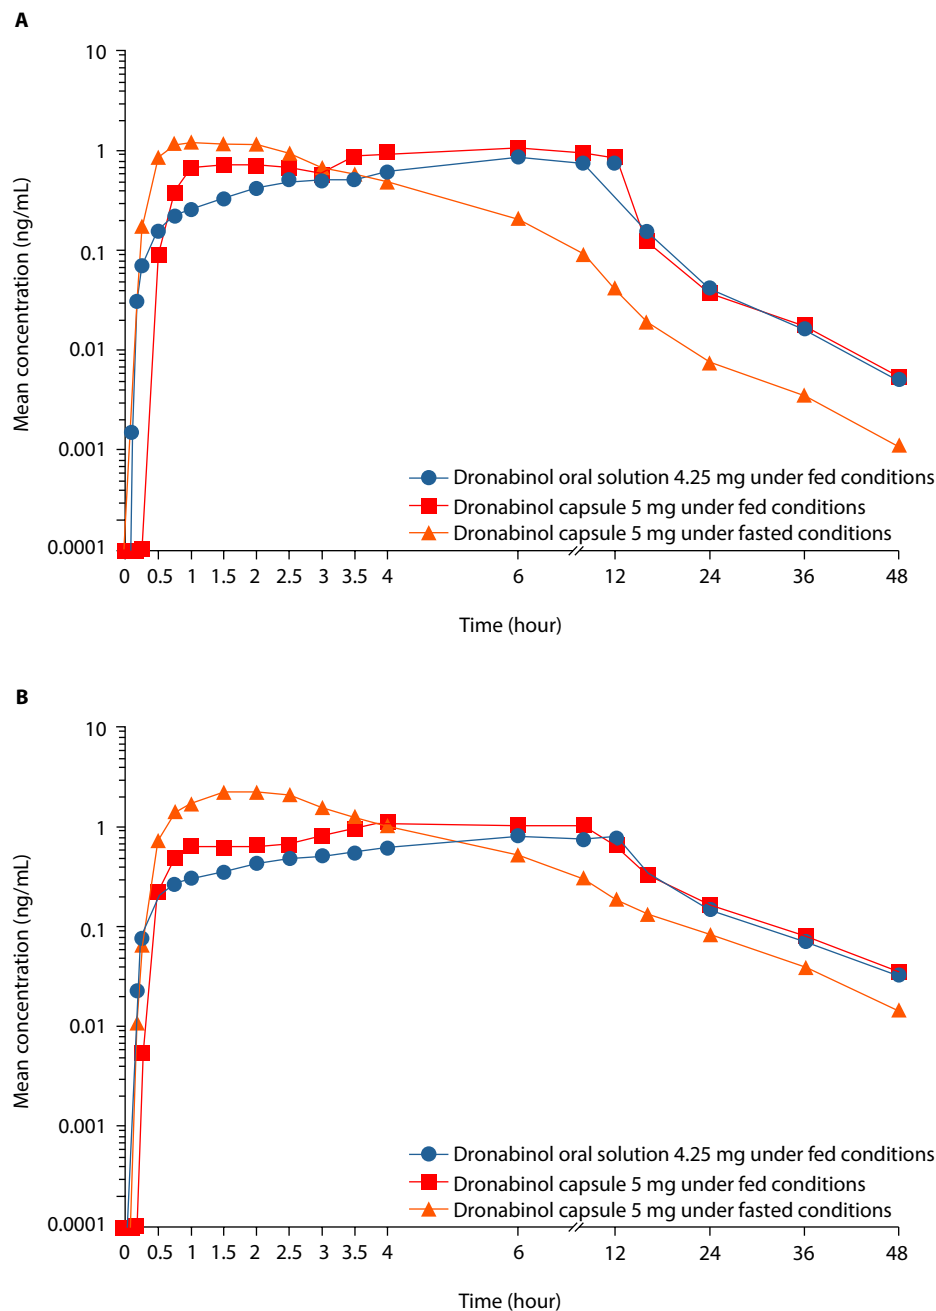 A
10
1
0.1
0.01
0.001
0.0001
Mean concentration (ng/mL)
Dronabinol oral solution 4.25 mg under fed conditions
Dronabinol capsule 5 mg under fed conditions
Dronabinol capsule 5 mg under fasted conditions
0 0.5 1 1.5 2 2.5 3 3.5 4 6 12 24 36 48
Time (hour)
B
10
1
0.1
0.01
0.001
0.0001
Mean concentration (ng/mL)
Dronabinol oral solution 4.25 mg under fed conditions
Dronabinol capsule 5 mg under fed conditions
Dronabinol capsule 5 mg under fasted conditions
0 0.5 1 1.5 2 2.5 3 3.5 4 6 12 24 36 48
Time (hour)